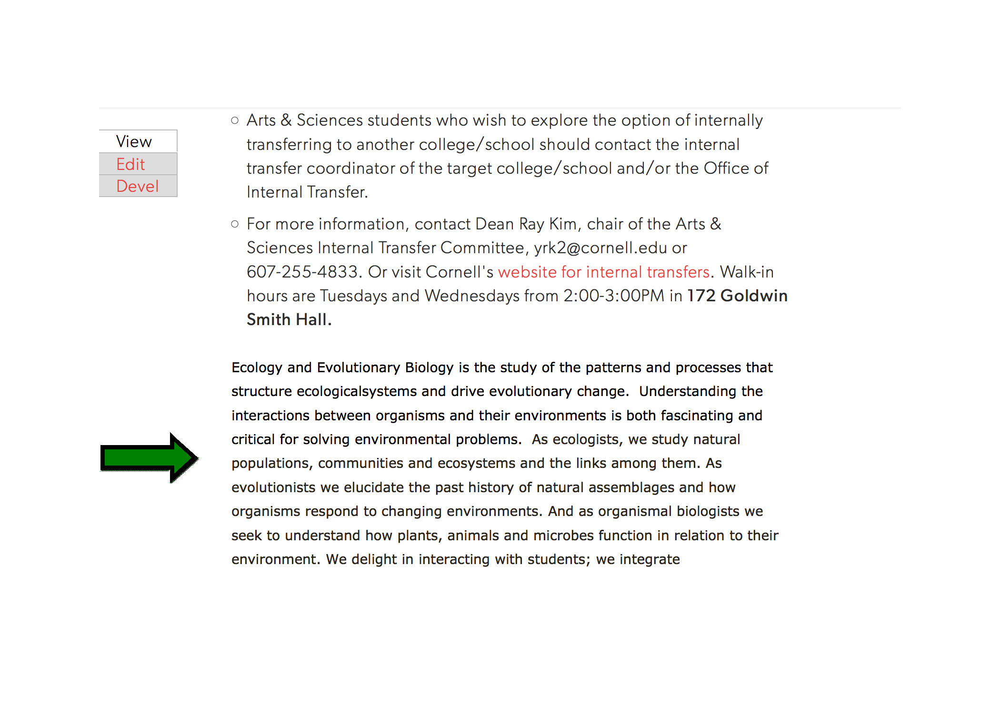 View
Edit
Devel
Arts & Sciences students who wish to explore the option of internally
transferring to another college/school should contact the internal
transfer coordinator of the target college/school and/or the Office of
Internal Transfer.
For more information, contact Dean Ray Kim, chair of the Arts &
Sciences Internal Transfer Committee, yrk2@cornell.edu or
607-255-4833. Or visit Cornell's website for internal transfers. Walk-in
hours are Tuesdays and Wednesdays from 2:00-3:00PM in 172 Goldwin
Smith Hall.
Ecology and Evolutionary Biology is the study of the patterns and processes that
structure ecologicalsystems and drive evolutionary change.  Understanding the
interactions between organisms and their environments is both fascinating and
critical for solving environmental problems.  As ecologists, we study natural
populations, communities and ecosystems and the links among them. As
evolutionists we elucidate the past history of natural assemblages and how
organisms respond to changing environments. And as organismal biologists we
seek to understand how plants, animals and microbes function in relation to their
environment. We delight in interacting with students; we integrate